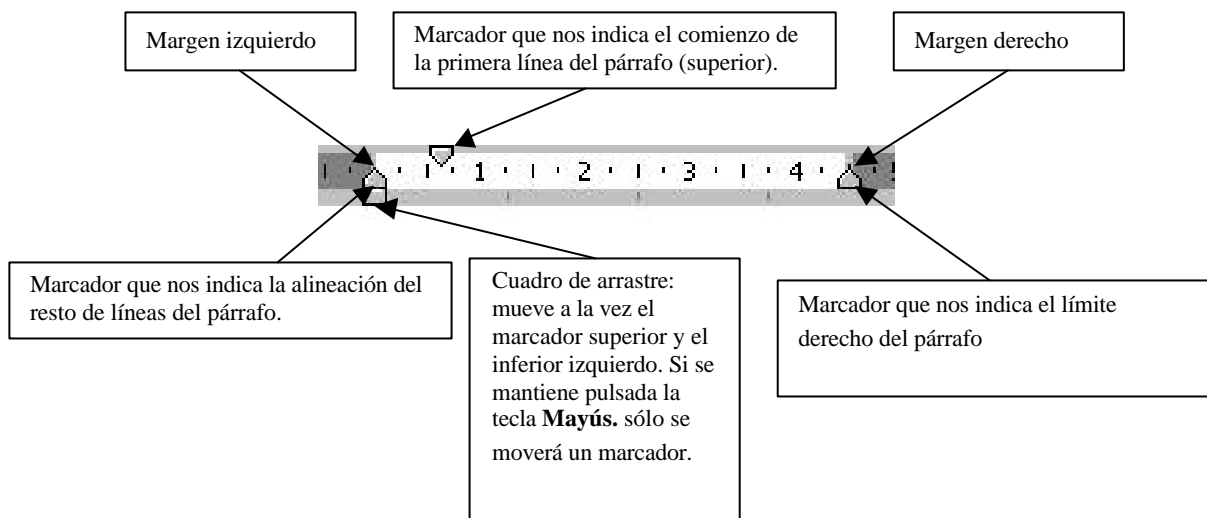 Margen izquierdo
Marcador que nos indica el comienzo de
la primera línea del párrafo (superior).
Margen derecho
1 2 3 4
Marcador que nos indica la alineación del
resto de líneas del párrafo.
Cuadro de arrastre:
mueve a la vez el
marcador superior y el
inferior izquierdo. Si se
mantiene pulsada la
tecla Mayús. sólo se
moverá un marcador.
Marcador que nos indica el límite
derecho del párrafo